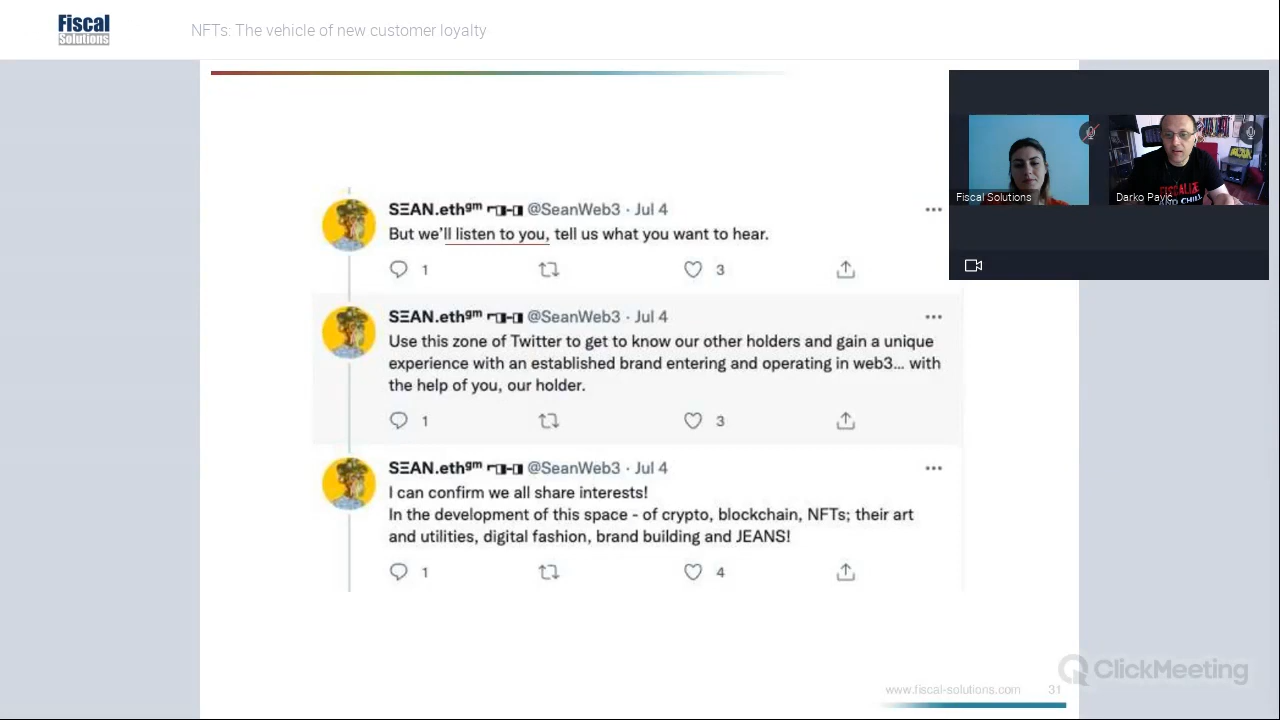 Fiscal
Solutions
NFTs: The vehicle of new customer loyalty
SΞAN.ethᵍᵐ ⌐◨-◨ @SeanWeb3 · Jul 4
But we'll listen to you, tell us what you want to hear.
1 3
SΞAN.ethᵍᵐ ⌐◨-◨ @SeanWeb3 · Jul 4
Use this zone of Twitter to get to know our other holders and gain a unique
experience with an established brand entering and operating in web3... with
the help of you, our holder.
1 3
SΞAN.ethᵍᵐ ⌐◨-◨ @SeanWeb3 · Jul 4
I can confirm we all share interests!
In the development of this space - of crypto, blockchain, NFTs; their art
and utilities, digital fashion, brand building and JEANS!
1 4
FISCALIZE
AND CHILL
Fiscal Solutions
Darko Pavic
ClickMeeting
www.fiscal-solutions.com 31